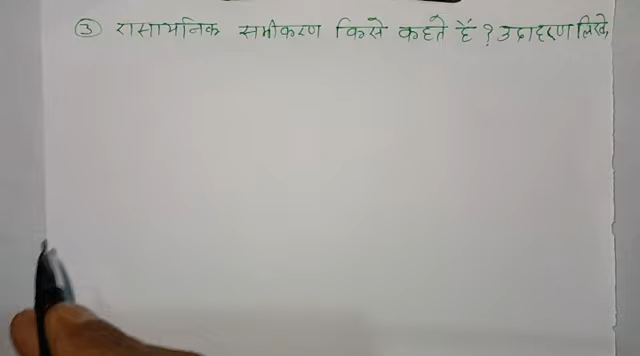 ③ रासायनिक समीकरण किसे कहते हैं? उदाहरण लिखें